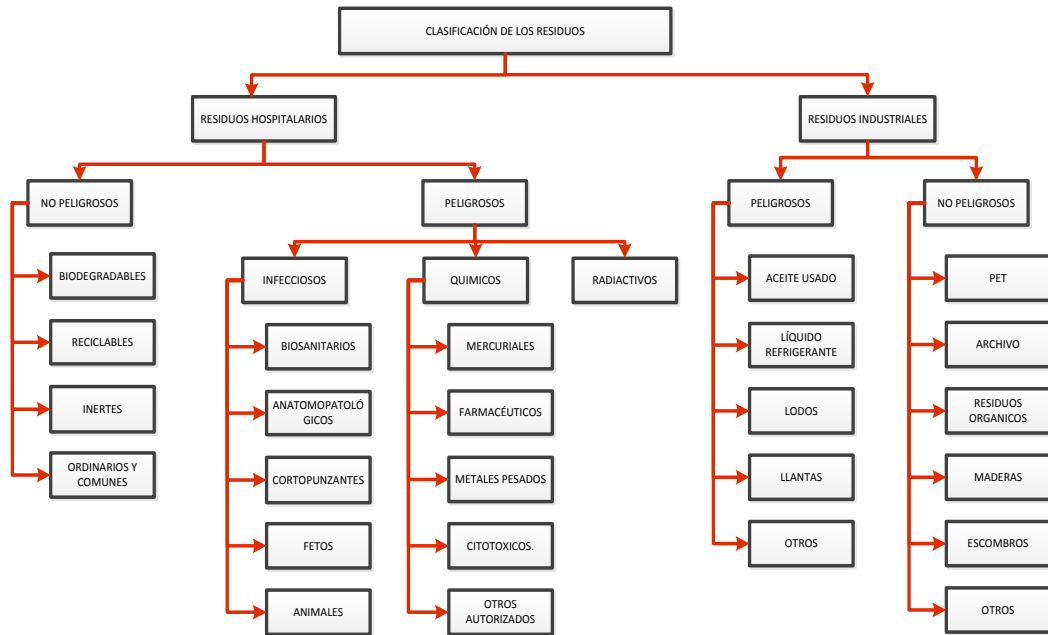 CLASIFICACIÓN DE LOS RESIDUOS
RESIDUOS HOSPITALARIOS
RESIDUOS INDUSTRIALES
NO PELIGROSOS
PELIGROSOS
PELIGROSOS
NO PELIGROSOS
BIODEGRADABLES
RECICLABLES
INERTES
ORDINARIOS Y
COMUNES
INFECCIOSOS
QUIMICOS
RADIACTIVOS
BIOSANITARIOS
ANATOMOPATOLÓ
GICOS
CORTOPUNZANTES
FETOS
ANIMALES
MERCURIALES
FARMACÉUTICOS
METALES PESADOS
CITOTOXICOS.
OTROS
AUTORIZADOS
ACEITE USADO
LÍQUIDO
REFRIGERANTE
LODOS
LLANTAS
OTROS
PET
ARCHIVO
RESIDUOS
ORGANICOS
MADERAS
ESCOMBROS
OTROS